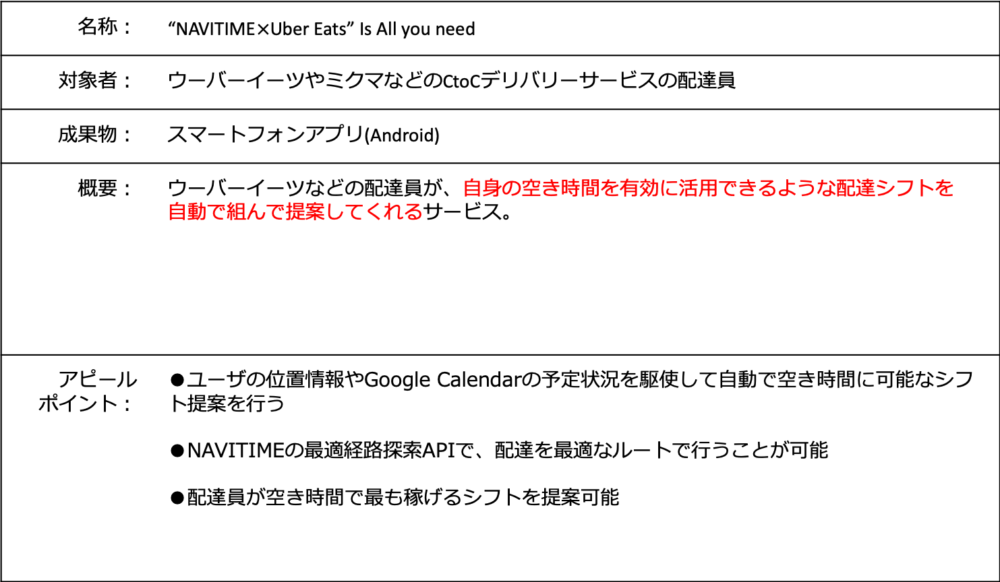 名称： “NAVITIME×Uber Eats” Is All you need
対象者： ウーバーイーツやミクマなどのCtoCデリバリーサービスの配達員
成果物： スマートフォンアプリ(Android)
概要： ウーバーイーツなどの配達員が、自身の空き時間を有効に活用できるような配達シフトを
自動で組んで提案してくれるサービス。
アピール
ポイント：
●ユーザの位置情報やGoogle Calendarの予定状況を駆使して自動で空き時間に可能なシフ
ト提案を行う
●NAVITIMEの最適経路探索APIで、配達を最適なルートで行うことが可能
●配達員が空き時間で最も稼げるシフトを提案可能